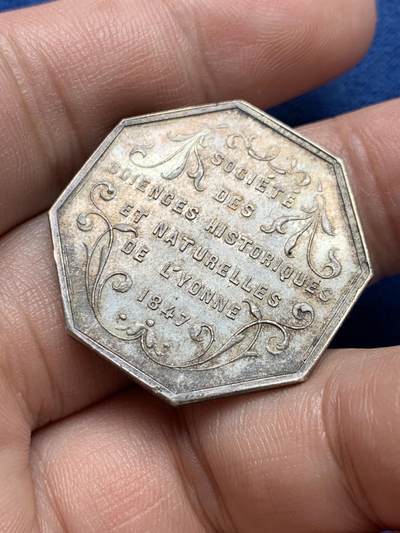 SOCIÉTÉ
DES
SCIENCES HISTORIQUES
ET NATURELLES
DE L'YONNE
1847